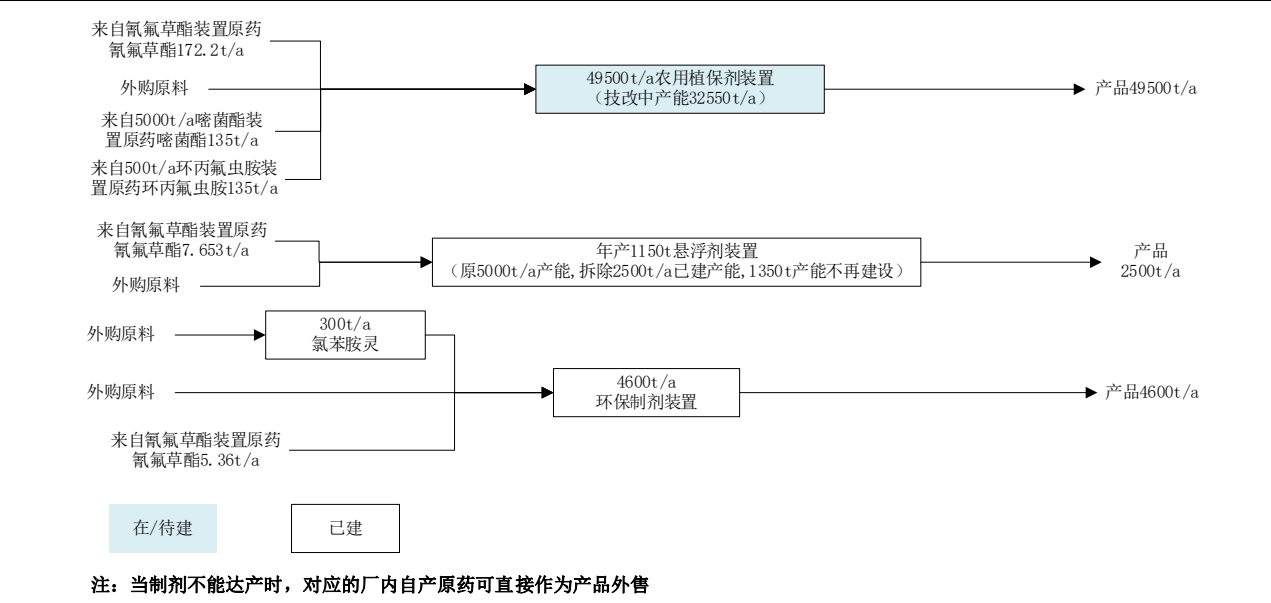 来自氰氟草酯装置原药
氰氟草酯172.2t/a
外购原料
来自5000t/a嘧菌酯装
置原药嘧菌酯135t/a
来自500t/a环丙氟虫胺装
置原药环丙氟虫胺135t/a
49500t/a农用植保剂装置
（技改中产能32550t/a）
产品49500t/a
来自氰氟草酯装置原药
氰氟草酯7.653t/a
外购原料
年产1150t悬浮剂装置
（原5000t/a产能,拆除2500t/a已建产能,1350t产能不再建设）
产品
2500t/a
外购原料
300t/a
氯苯胺灵
外购原料
来自氰氟草酯装置原药
氰氟草酯5.36t/a
4600t/a
环保制剂装置
产品4600t/a
在/待建
已建
注：当制剂不能达产时，对应的厂内自产原药可直接作为产品外售